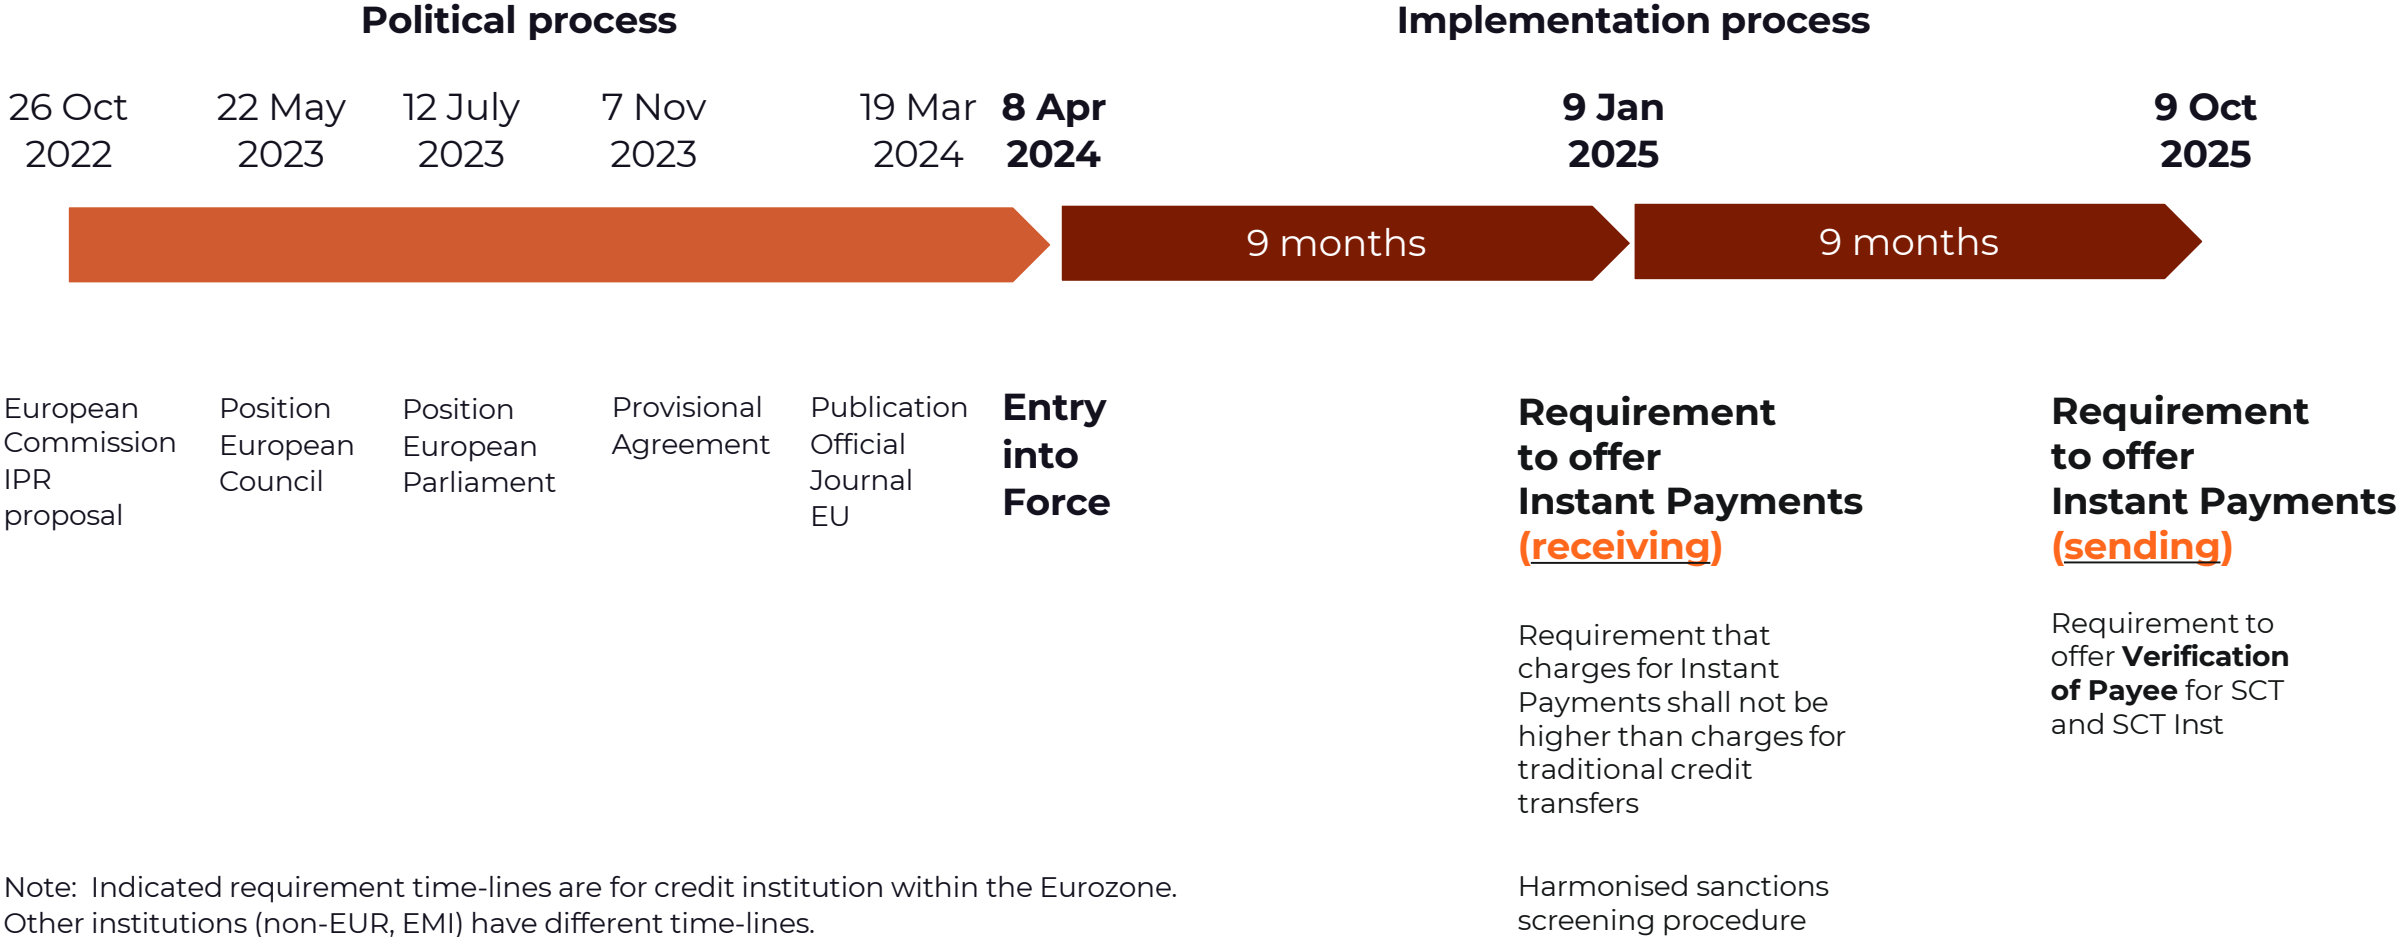 Political process
Implementation process
26 Oct
2022
22 May
2023
12 July
2023
7 Nov
2023
19 Mar
2024
8 Apr
2024
9 Jan
2025
9 Oct
2025
9 months
9 months
European
Commission
IPR
proposal
Position
European
Council
Position
European
Parliament
Provisional
Agreement
Publication
Official
Journal
EU
Entry
into
Force
Requirement
to offer
Instant Payments
(receiving)
Requirement that
charges for Instant
Payments shall not be
higher than charges for
traditional credit
transfers
Harmonised sanctions
screening procedure
Requirement
to offer
Instant Payments
(sending)
Requirement to
offer Verification
of Payee for SCT
and SCT Inst
Note: Indicated requirement time-lines are for credit institution within the Eurozone.
Other institutions (non-EUR, EMI) have different time-lines.